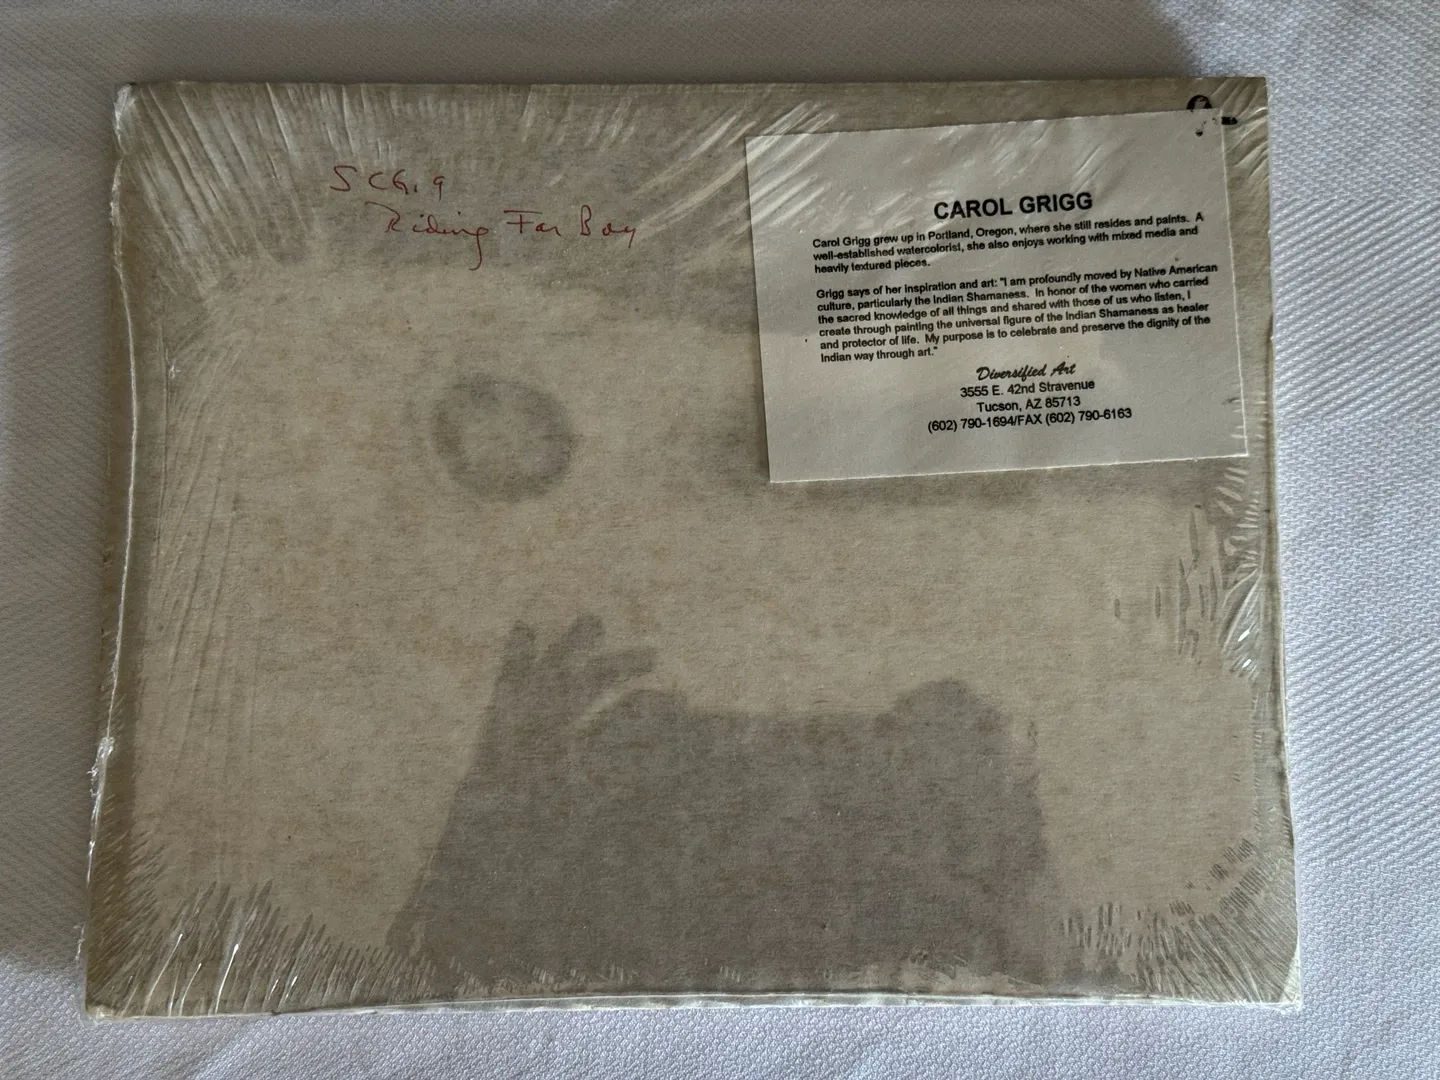 SCG.9
Riding Far Boy
CAROL GRIGG
Carol Grigg grew up in Portland, Oregon, where she still resides and paints. A
well-established watercolorist, she also enjoys working with mixed media and
heavily textured pieces.
Grigg says of her inspiration and art: "I am profoundly moved by Native American
culture, particularly the Indian Shamaness. In honor of the women who carried
the sacred knowledge of all things and shared with those of us who listen, I
create through painting the universal figure of the Indian Shamaness as healer
and protector of life. My purpose is to celebrate and preserve the dignity of the
Indian way through art."
Diversified Art
3555 E. 42nd Stravenue
Tucson, AZ 85713
(602) 790-1694/FAX (602) 790-6163